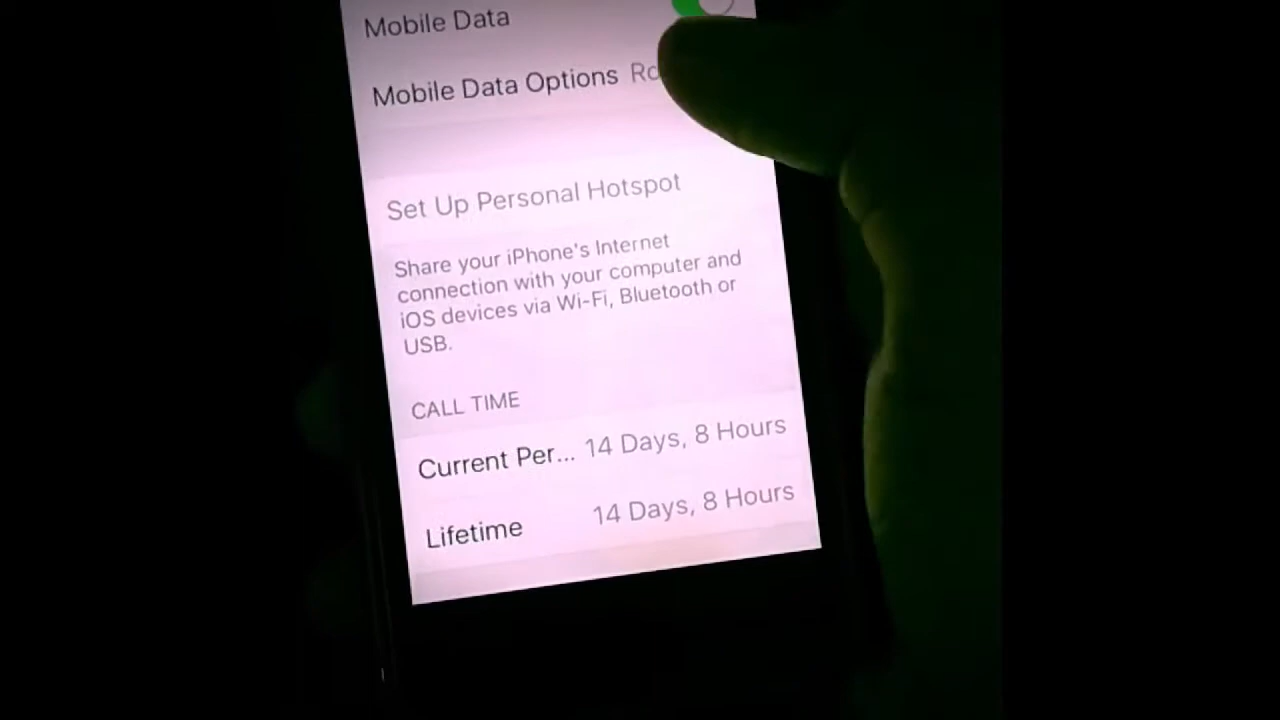 Mobile Data
Mobile Data Options
Set Up Personal Hotspot
Share your iPhone's Internet
connection with your computer and
iOS devices via Wi-Fi, Bluetooth or
USB.
CALL TIME
Current Per... 14 Days, 8 Hours
Lifetime 14 Days, 8 Hours